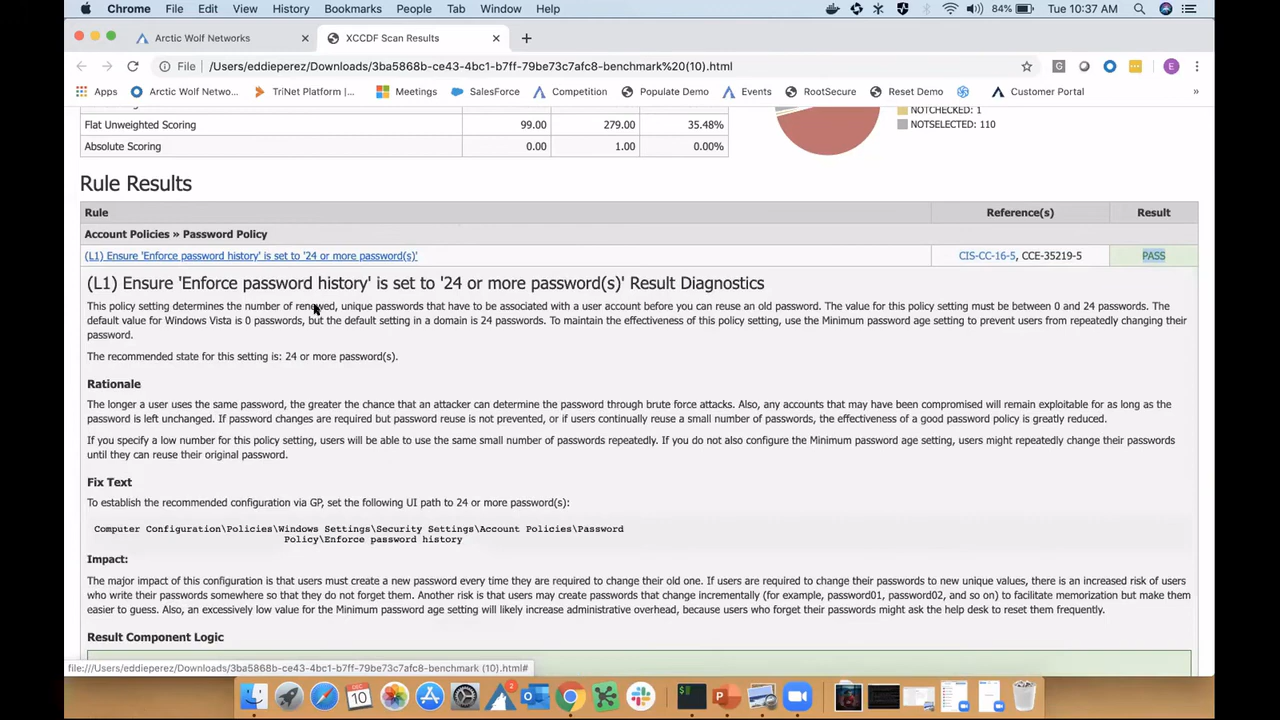 Chrome File Edit View History Bookmarks People Tab Window Help 84% Tue 10:37 AM
Arctic Wolf Networks XCCDF Scan Results
File /Users/eddieperez/Downloads/3ba5868b-ce43-4bc1-b7ff-79be73c7afc8-benchmark%20(10).html E
Apps Arctic Wolf Netwo... TriNet Platform |... Meetings SalesForce Competition Populate Demo Events RootSecure Reset Demo Customer Portal »
NOTCHECKED: 1
Flat Unweighted Scoring 99.00 279.00 35.48% NOTSELECTED: 110
Absolute Scoring 0.00 1.00 0.00%
Rule Results
Rule Reference(s) Result
Account Policies » Password Policy
(L1) Ensure 'Enforce password history' is set to '24 or more password(s)' CIS-CC-16-5, CCE-35219-5 PASS
(L1) Ensure 'Enforce password history' is set to '24 or more password(s)' Result Diagnostics
This policy setting determines the number of renewed, unique passwords that have to be associated with a user account before you can reuse an old password. The value for this policy setting must be between 0 and 24 passwords. The
default value for Windows Vista is 0 passwords, but the default setting in a domain is 24 passwords. To maintain the effectiveness of this policy setting, use the Minimum password age setting to prevent users from repeatedly changing their
password.
The recommended state for this setting is: 24 or more password(s).
Rationale
The longer a user uses the same password, the greater the chance that an attacker can determine the password through brute force attacks. Also, any accounts that may have been compromised will remain exploitable for as long as the
password is left unchanged. If password changes are required but password reuse is not prevented, or if users continually reuse a small number of passwords, the effectiveness of a good password policy is greatly reduced.
If you specify a low number for this policy setting, users will be able to use the same small number of passwords repeatedly. If you do not also configure the Minimum password age setting, users might repeatedly change their passwords
until they can reuse their original password.
Fix Text
To establish the recommended configuration via GP, set the following UI path to 24 or more password(s):
Computer Configuration\Policies\Windows Settings\Security Settings\Account Policies\Password
Policy\Enforce password history
Impact:
The major impact of this configuration is that users must create a new password every time they are required to change their old one. If users are required to change their passwords to new unique values, there is an increased risk of users
who write their passwords somewhere so that they do not forget them. Another risk is that users may create passwords that change incrementally (for example, password01, password02, and so on) to facilitate memorization but make them
easier to guess. Also, an excessively low value for the Minimum password age setting will likely increase administrative overhead, because users who forget their passwords might ask the help desk to reset them frequently.
Result Component Logic
file:///Users/eddieperez/Downloads/3ba5868b-ce43-4bc1-b7ff-79be73c7afc8-benchmark (10).html#
10 2